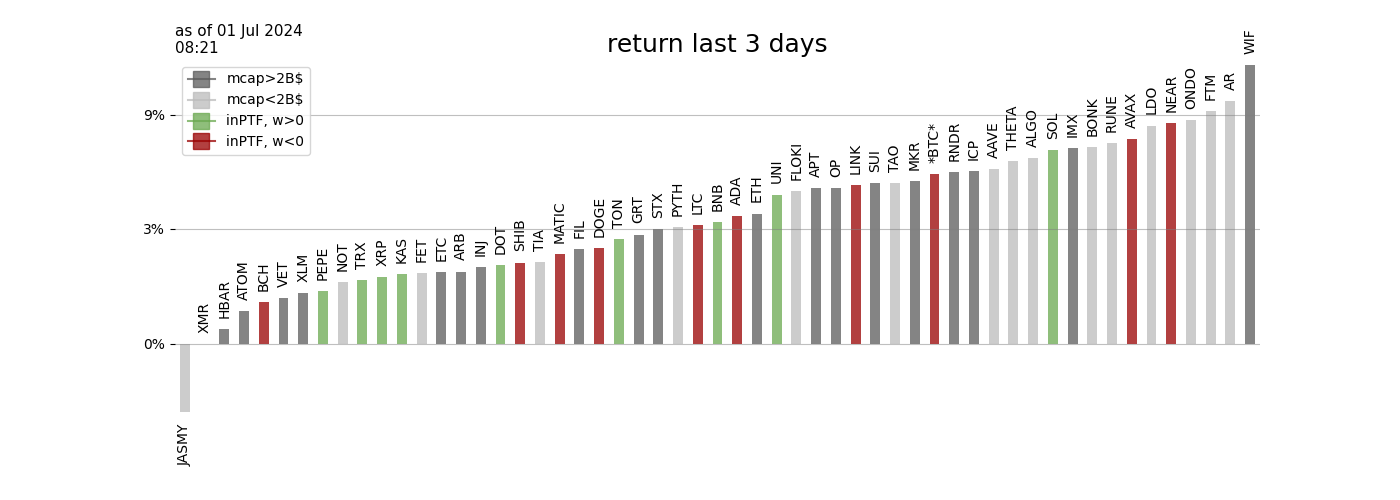 as of 01 Jul 2024
08:21
return last 3 days
mcap>2B$
mcap<2B$
inPTF, w>0
inPTF, w<0
9%
3%
0%
JASMY
XMR
HBAR
ATOM
BCH
VET
XLM
PEPE
NOT
TRX
XRP
KAS
FET
ETC
ARB
INJ
DOT
SHIB
TIA
MATIC
FIL
DOGE
TON
GRT
STX
PYTH
LTC
BNB
ADA
ETH
UNI
FLOKI
APT
OP
LINK
SUI
TAO
MKR
*BTC*
RNDR
ICP
AAVE
THETA
ALGO
SOL
IMX
BONK
RUNE
AVAX
LDO
NEAR
ONDO
FTM
AR
WIF